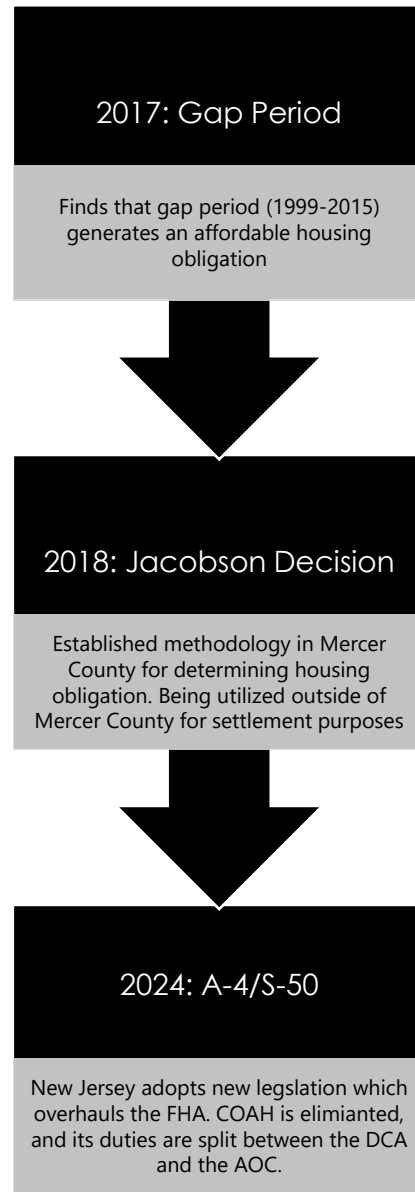 2017: Gap Period
Finds that gap period (1999-2015)
generates an affordable housing
obligation
2018: Jacobson Decision
Established methodology in Mercer
County for determining housing
obligation. Being utilized outside of
Mercer County for settlement purposes
2024: A-4/S-50
New Jersey adopts new legslation which
overhauls the FHA. COAH is elimianted,
and its duties are split between the DCA
and the AOC.